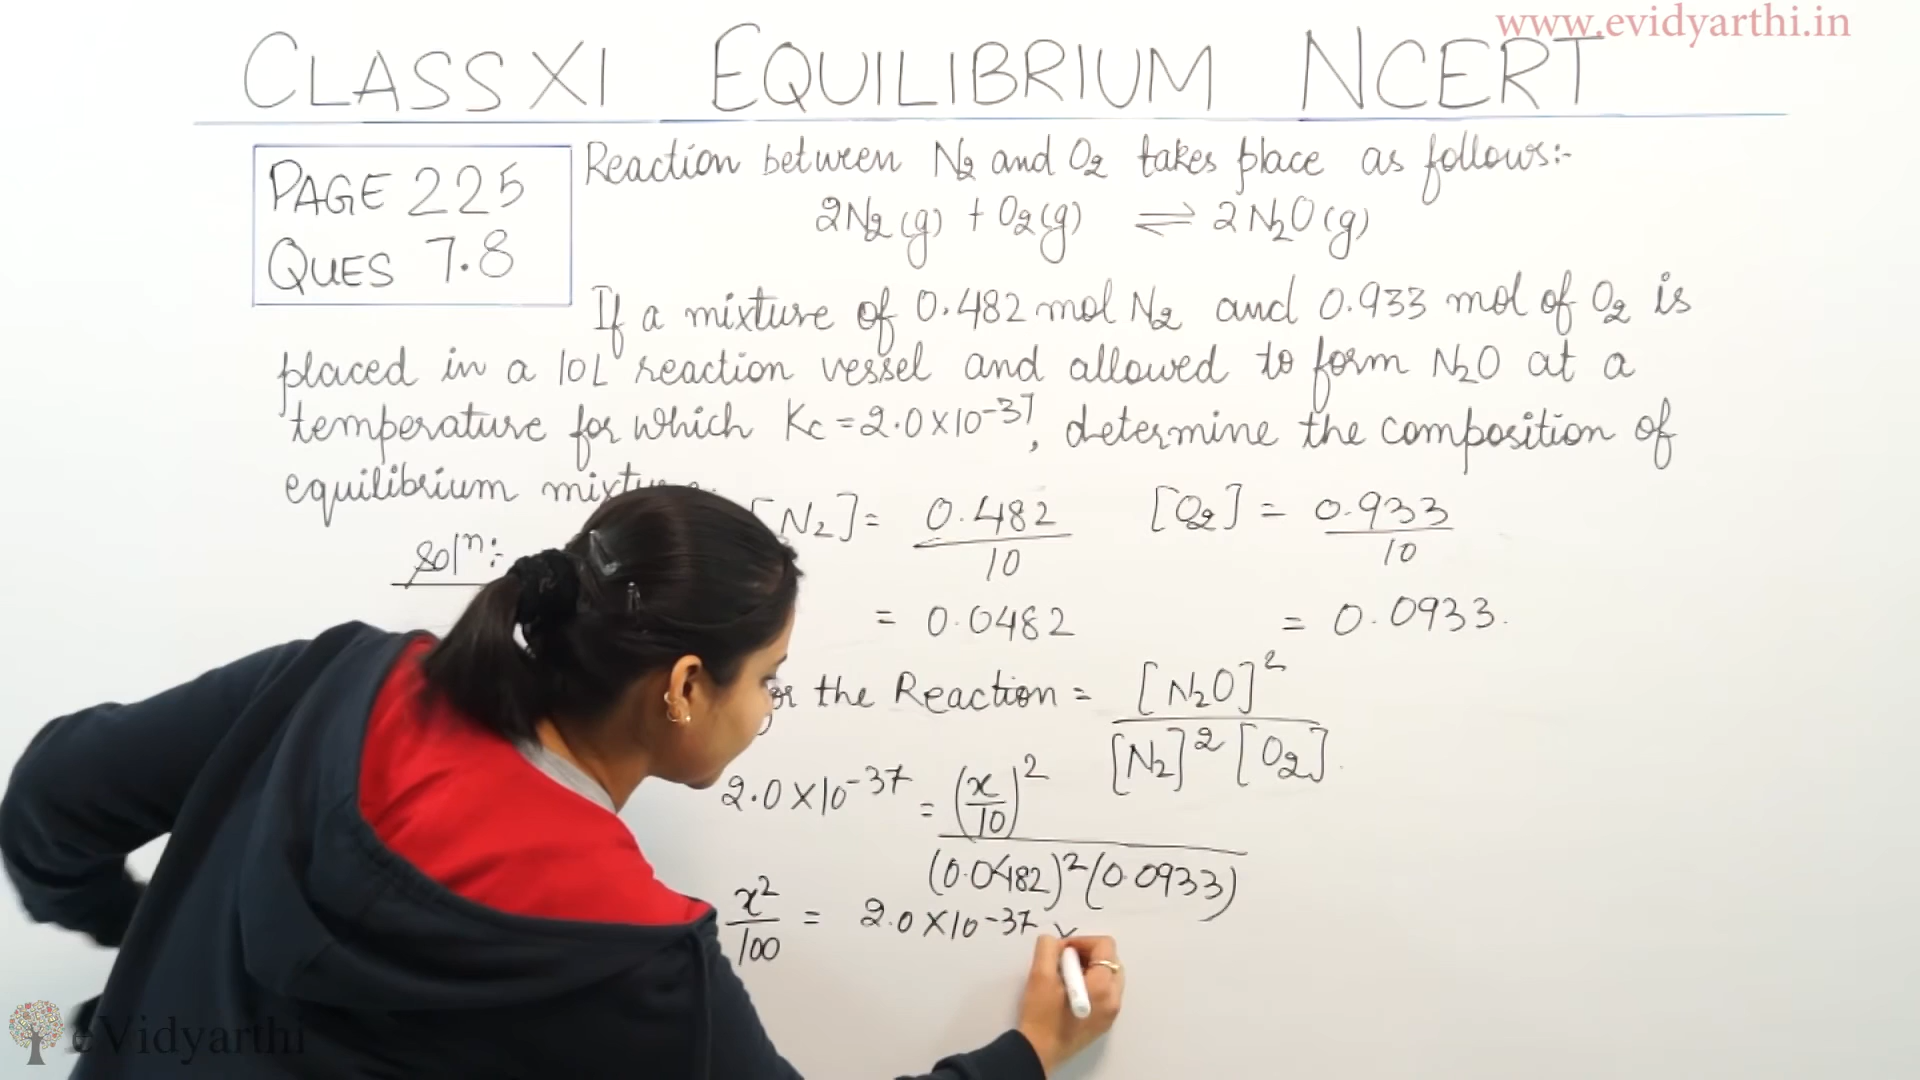 www.evidyarthi.in
CLASS XI EQUILIBRIUM NCERT
PAGE 225
QUES 7.8
Reaction between N₂ and O₂ takes place as follows:-
2N₂(g) + O₂(g) ⇌ 2N₂O(g)
If a mixture of 0.482 mol N₂ and 0.933 mol of O₂ is
placed in a 10L reaction vessel and allowed to form N₂O at a
temperature for which Kc = 2.0×10⁻³⁷, determine the composition of
equilibrium
Solⁿ:
[N₂] = 0.482/10 [O₂] = 0.933/10
= 0.0482 = 0.0933.
the Reaction = [N₂O]²/[N₂]²[O₂].
2.0×10⁻³⁷ = (x/10)²/(0.0482)²(0.0933)
x²/100 = 2.0×10⁻³⁷
eVidyarthi